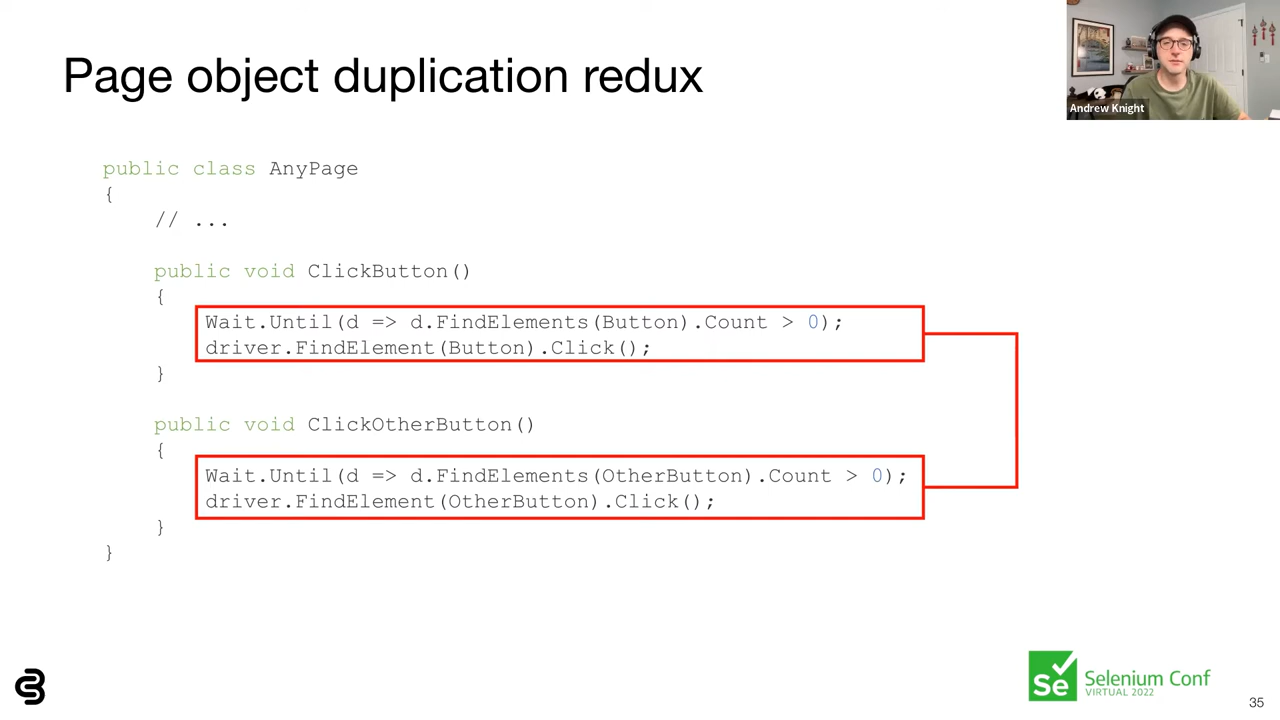 Page object duplication redux
Andrew Knight
public class AnyPage
{
// ...
public void ClickButton()
{
Wait.Until(d => d.FindElements(Button).Count > 0);
driver.FindElement(Button).Click();
}
public void ClickOtherButton()
{
Wait.Until(d => d.FindElements(OtherButton).Count > 0);
driver.FindElement(OtherButton).Click();
}
}
Se
Selenium Conf
VIRTUAL 2022
35